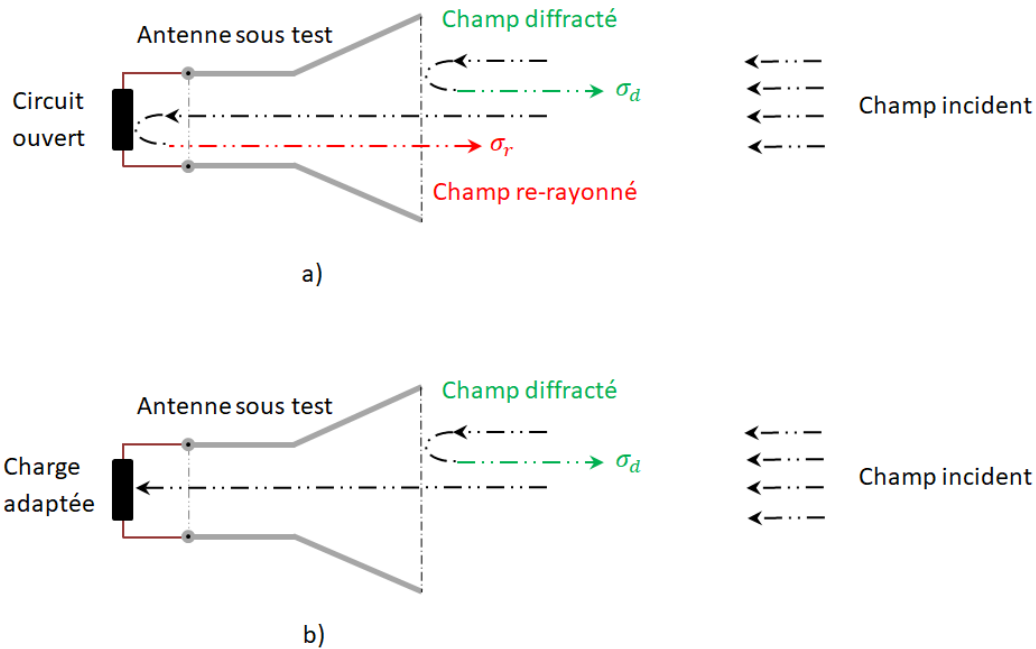 Champ diffracté
Antenne sous test
σd
Circuit
ouvert
Champ incident
σr
Champ re-rayonné
a)
Champ diffracté
Antenne sous test
σd
Charge
adaptée
Champ incident
b)